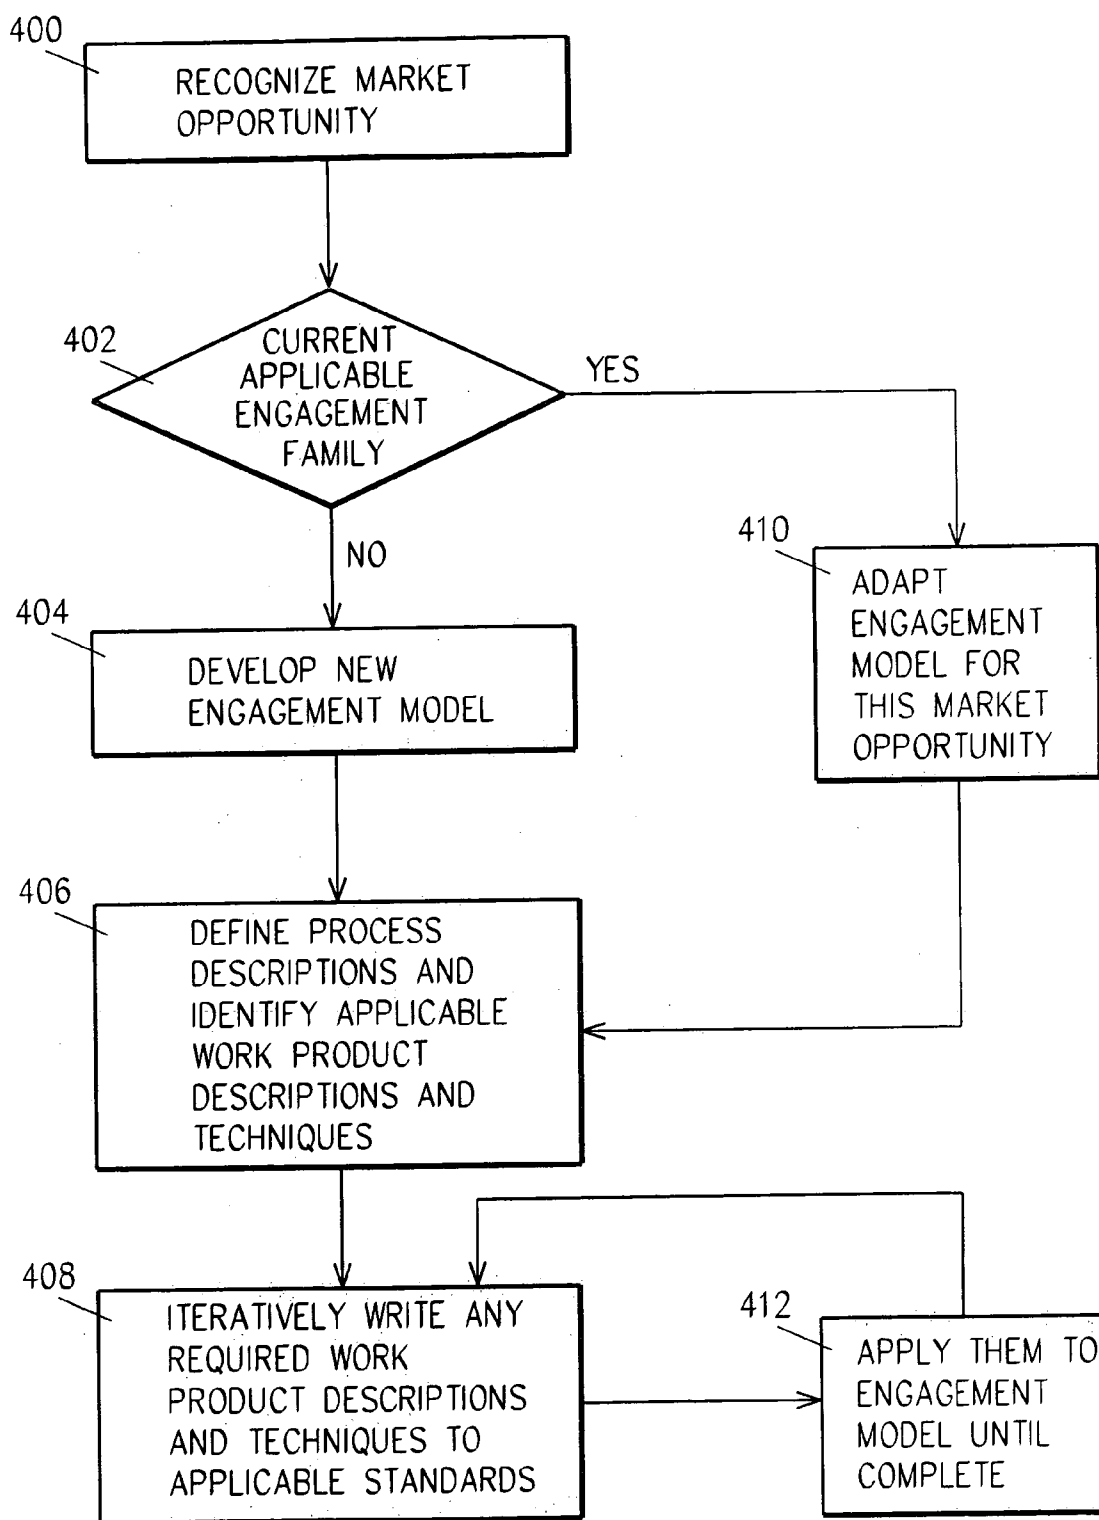 400
RECOGNIZE MARKET
OPPORTUNITY
402
CURRENT
APPLICABLE
ENGAGEMENT
FAMILY
YES
NO
404
DEVELOP NEW
ENGAGEMENT MODEL
410
ADAPT
ENGAGEMENT
MODEL FOR
THIS MARKET
OPPORTUNITY
406
DEFINE PROCESS
DESCRIPTIONS AND
IDENTIFY APPLICABLE
WORK PRODUCT
DESCRIPTIONS AND
TECHNIQUES
408
ITERATIVELY WRITE ANY
REQUIRED WORK
PRODUCT DESCRIPTIONS
AND TECHNIQUES TO
APPLICABLE STANDARDS
412
APPLY THEM TO
ENGAGEMENT
MODEL UNTIL
COMPLETE